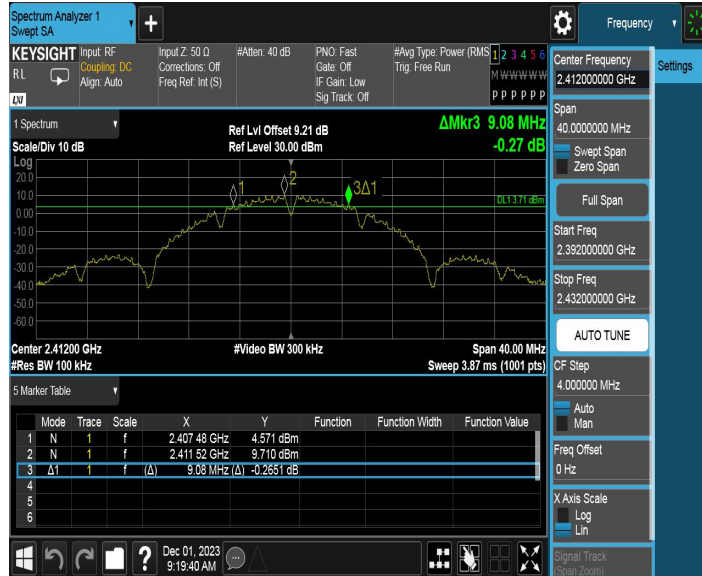 Spectrum Analyzer 1
Swept SA
Frequency
KEYSIGHT
RL
LXI
Input: RF
Coupling: DC
Align: Auto
Input Z: 50 Ω
Corrections: Off
Freq Ref: Int (S)
#Atten: 40 dB
PNO: Fast
Gate: Off
IF Gain: Low
Sig Track: Off
#Avg Type: Power (RMS
Trig: Free Run
1 2 3 4 5 6
M W W W W W
P P P P P P
Center Frequency
2.412000000 GHz
Settings
Span
40.0000000 MHz
Swept Span
Zero Span
Full Span
Start Freq
2.392000000 GHz
Stop Freq
2.432000000 GHz
AUTO TUNE
CF Step
4.000000 MHz
Auto
Man
Freq Offset
0 Hz
X Axis Scale
Log
Lin
Signal Track
(Span Zoom)
1 Spectrum
Scale/Div 10 dB
Ref Lvl Offset 9.21 dB
Ref Level 30.00 dBm
ΔMkr3 9.08 MHz
-0.27 dB
Log
20.0
10.0
0.00
-10.0
-20.0
-30.0
-40.0
-50.0
-60.0
1
2
3Δ1
DL1 3.71 dBm
Center 2.41200 GHz
#Res BW 100 kHz
#Video BW 300 kHz
Span 40.00 MHz
Sweep 3.87 ms (1001 pts)
5 Marker Table
Mode Trace Scale X Y Function Function Width Function Value
1 N 1 f 2.407 48 GHz 4.571 dBm
2 N 1 f 2.411 52 GHz 9.710 dBm
3 Δ1 1 f (Δ) 9.08 MHz (Δ) -0.2651 dB
4
5
6
?
Dec 01, 2023
9:19:40 AM